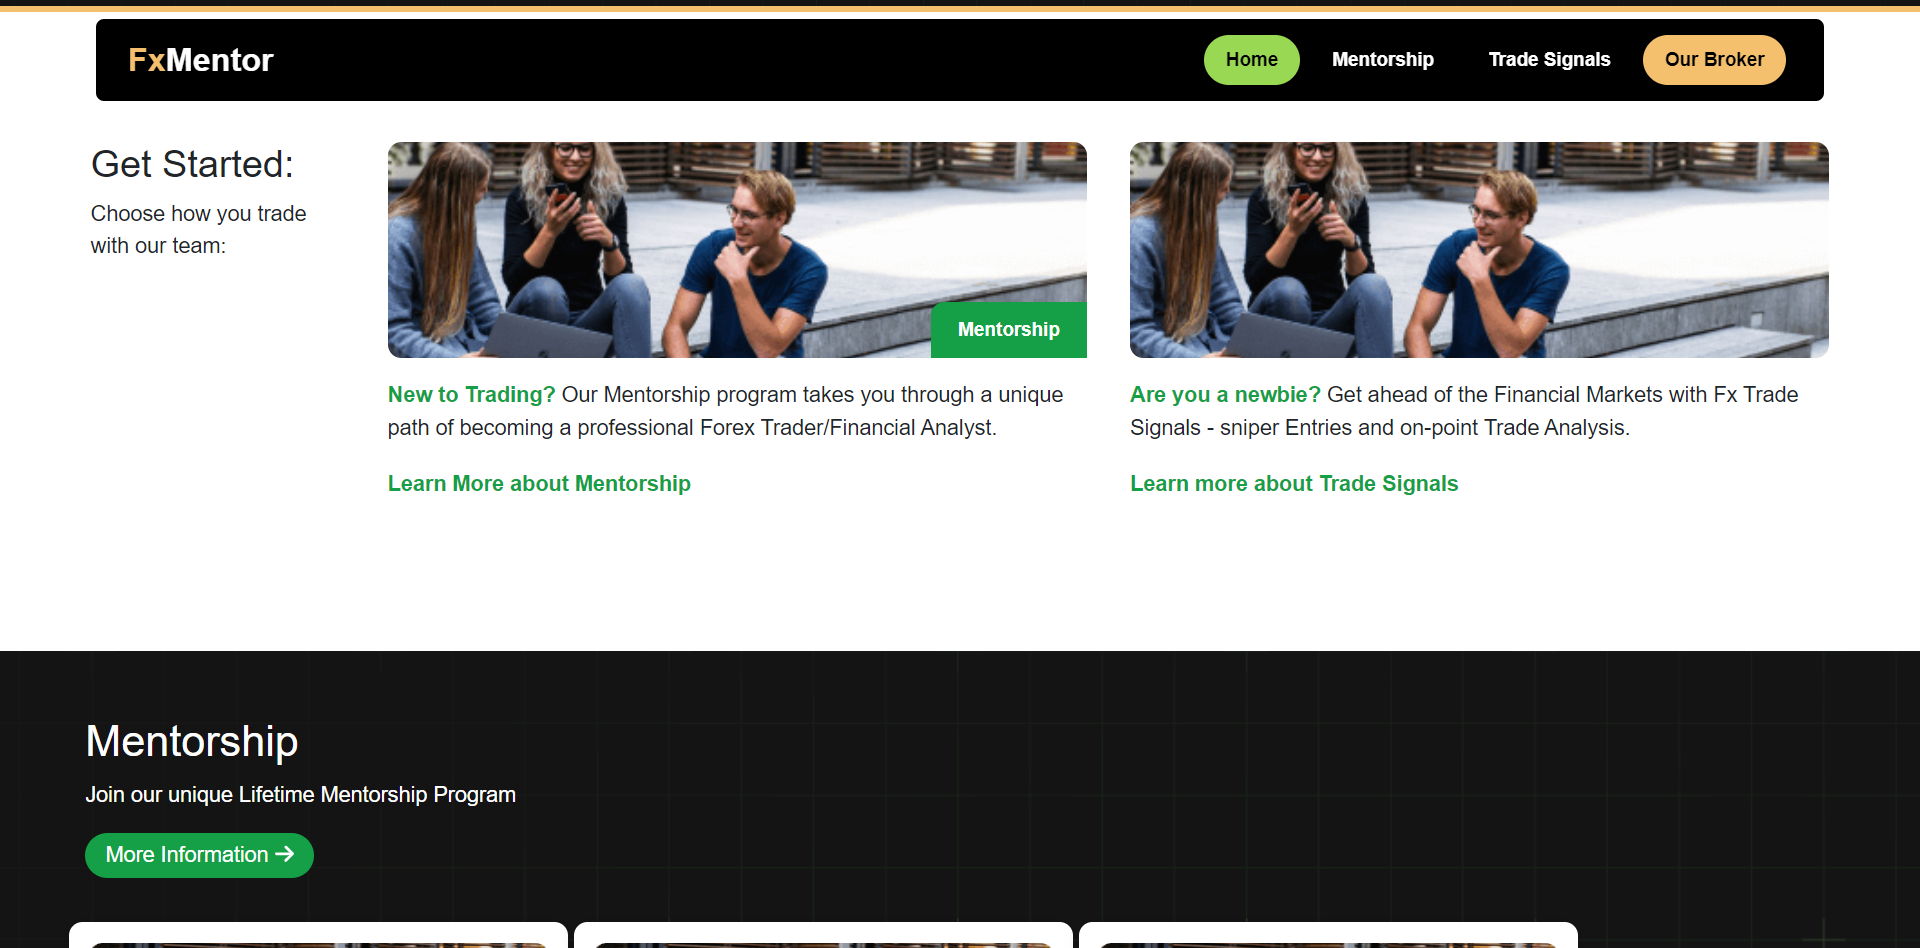 FxMentor
Home
Mentorship
Trade Signals
Our Broker
Get Started:
Choose how you trade
with our team:
Mentorship
New to Trading? Our Mentorship program takes you through a unique
path of becoming a professional Forex Trader/Financial Analyst.
Learn More about Mentorship
Are you a newbie? Get ahead of the Financial Markets with Fx Trade
Signals - sniper Entries and on-point Trade Analysis.
Learn more about Trade Signals
Mentorship
Join our unique Lifetime Mentorship Program
More Information →